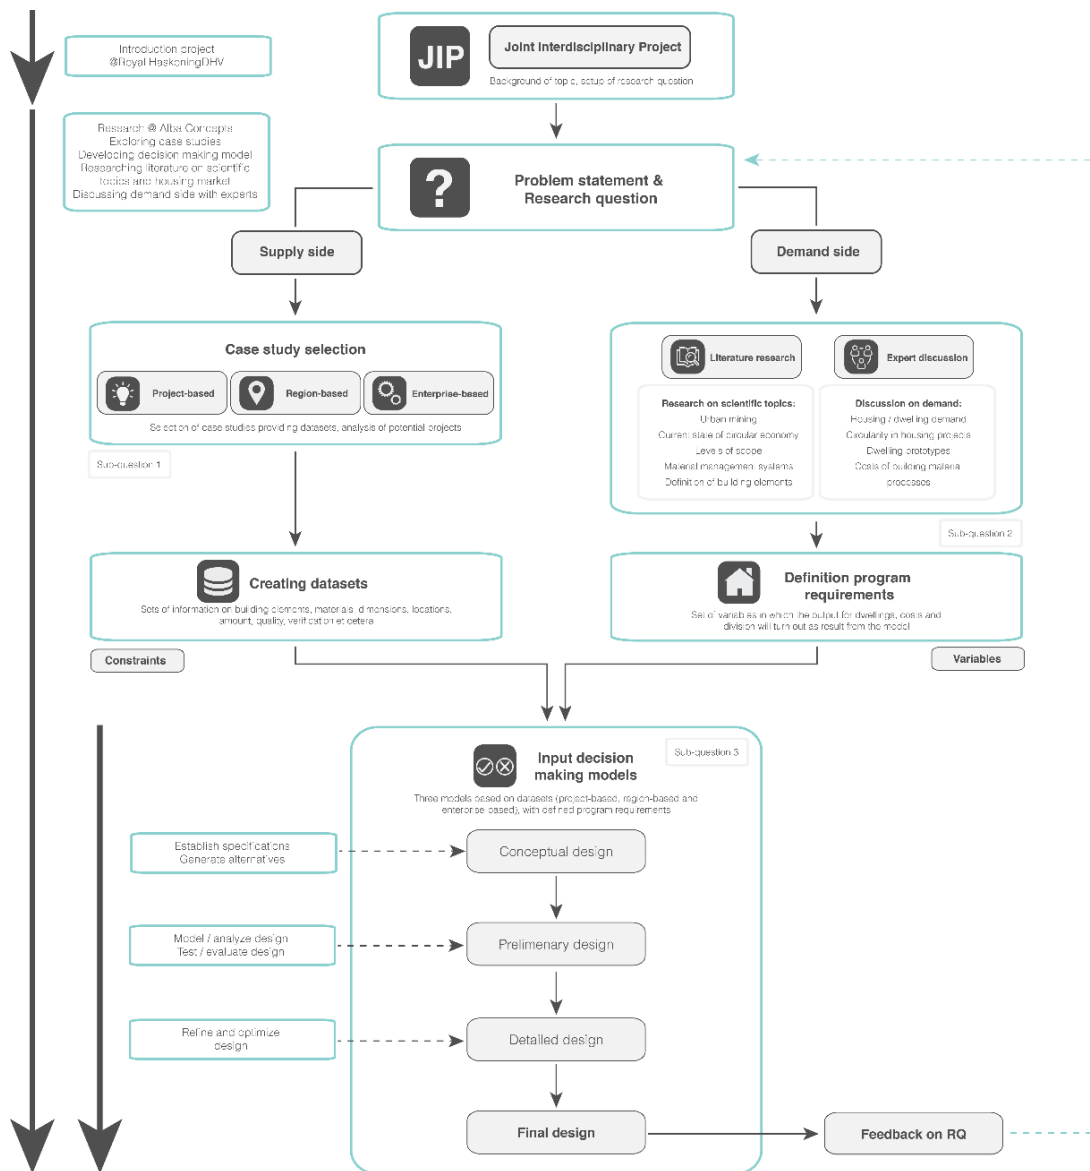 Introduction project
@Royal HaskoningDHV
JIP
Joint Interdisciplinary Project
Background of topic, setup of research question
Research @ Alba Concepts
Exploring case studies
Developing decision making model
Researching literature on scientific
topics and housing market
Discussing demand side with experts
?
Problem statement &
Research question
Supply side
Demand side
Case study selection
Project-based
Region-based
Enterprise-based
Selection of case studies providing datasets, analysis of potential projects
Sub-question 1
Literature research
Expert discussion
Research on scientific topics:
Urban mining
Current state of circular economy
Levels of scope
Material management systems
Definition of building elements
Discussion on demand:
Housing / dwelling demand
Circularity in housing projects
Dwelling prototypes
Costs of building material
processes
Sub-question 2
Creating datasets
Sets of information on building elements, materials, dimensions, locations,
amount, quality, verification et cetera
Constraints
Definition program
requirements
Set of variables in which the output for dwellings, costs and
division will turn out as result from the model
Variables
Sub-question 3
Input decision
making models
Three models based on datasets (project-based, region-based and
enterprise-based), with defined program requirements
Establish specifications
Generate alternatives
Conceptual design
Model / analyze design
Test / evaluate design
Prelimenary design
Refine and optimize
design
Detailed design
Final design
Feedback on RQ